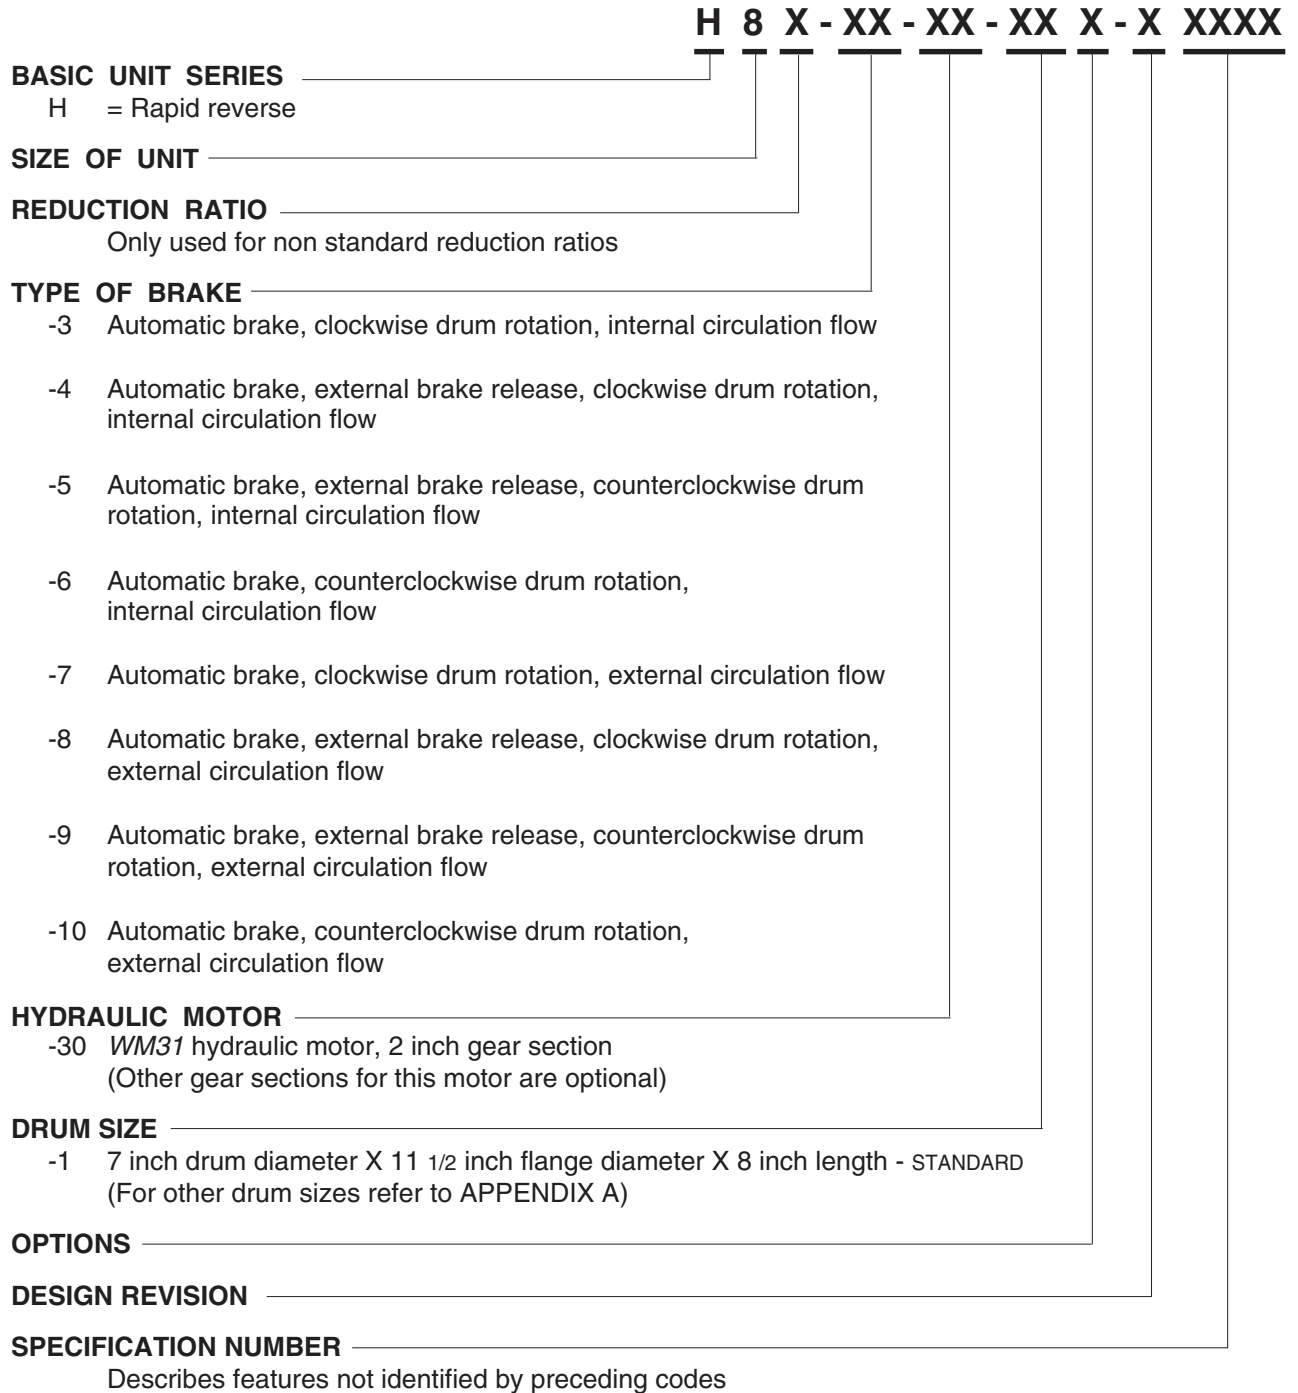 H 8 X - XX - XX - XX X - X XXXX
BASIC UNIT SERIES
H = Rapid reverse
SIZE OF UNIT
REDUCTION RATIO
Only used for non standard reduction ratios
TYPE OF BRAKE
-3 Automatic brake, clockwise drum rotation, internal circulation flow
-4 Automatic brake, external brake release, clockwise drum rotation,
internal circulation flow
-5 Automatic brake, external brake release, counterclockwise drum
rotation, internal circulation flow
-6 Automatic brake, counterclockwise drum rotation,
internal circulation flow
-7 Automatic brake, clockwise drum rotation, external circulation flow
-8 Automatic brake, external brake release, clockwise drum rotation,
external circulation flow
-9 Automatic brake, external brake release, counterclockwise drum
rotation, external circulation flow
-10 Automatic brake, counterclockwise drum rotation,
external circulation flow
HYDRAULIC MOTOR
-30 WM31 hydraulic motor, 2 inch gear section
(Other gear sections for this motor are optional)
DRUM SIZE
-1 7 inch drum diameter X 11 1/2 inch flange diameter X 8 inch length - STANDARD
(For other drum sizes refer to APPENDIX A)
OPTIONS
DESIGN REVISION
SPECIFICATION NUMBER
Describes features not identified by preceding codes